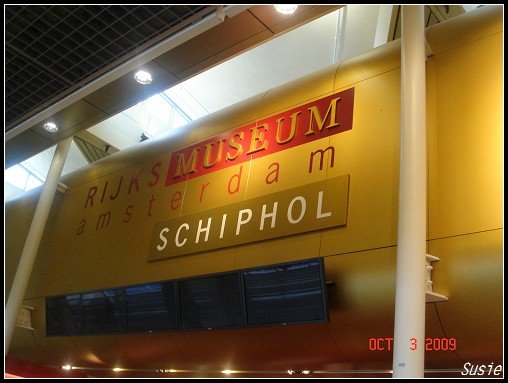 RIJKS MUSEUM
amsterdam
SCHIPHOL
OCT 3 2009
Susie